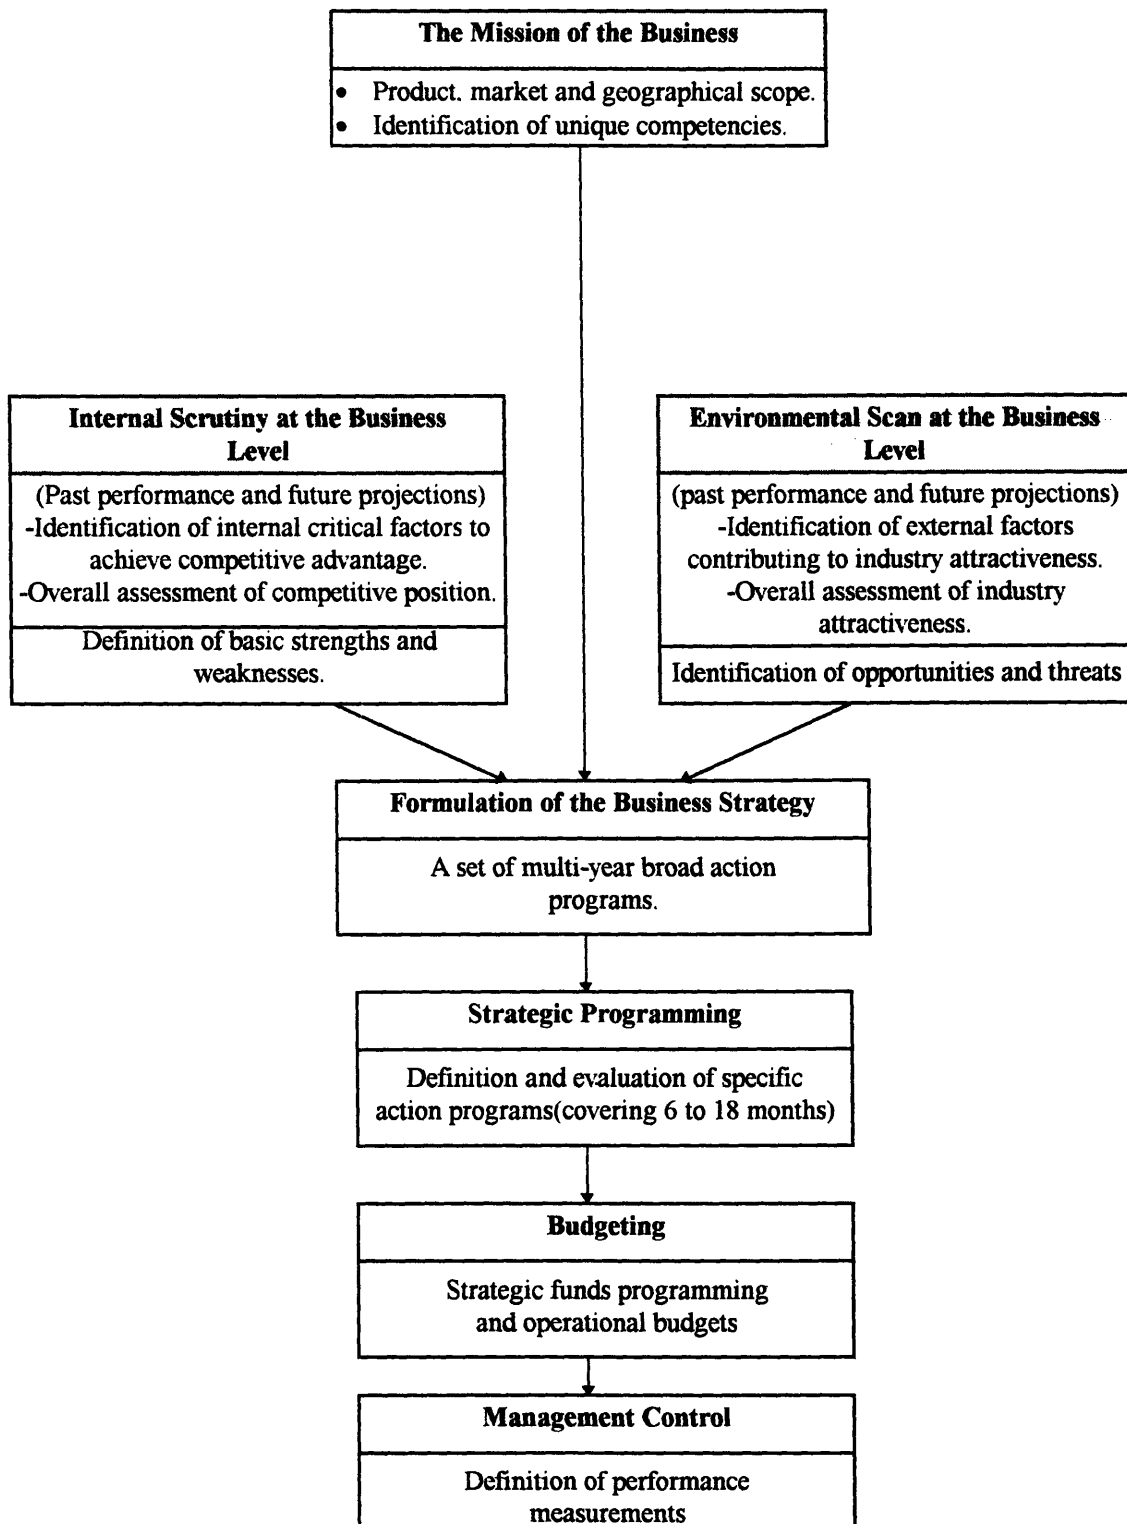 The Mission of the Business
• Product. market and geographical scope.
• Identification of unique competencies.
Internal Scrutiny at the Business
Level
(Past performance and future projections)
-Identification of internal critical factors to
achieve competitive advantage.
-Overall assessment of competitive position.
Definition of basic strengths and
weaknesses.
Environmental Scan at the Business
Level
(past performance and future projections)
-Identification of external factors
contributing to industry attractiveness.
-Overall assessment of industry
attractiveness.
Identification of opportunities and threats
Formulation of the Business Strategy
A set of multi-year broad action
programs.
Strategic Programming
Definition and evaluation of specific
action programs(covering 6 to 18 months)
Budgeting
Strategic funds programming
and operational budgets
Management Control
Definition of performance
measurements